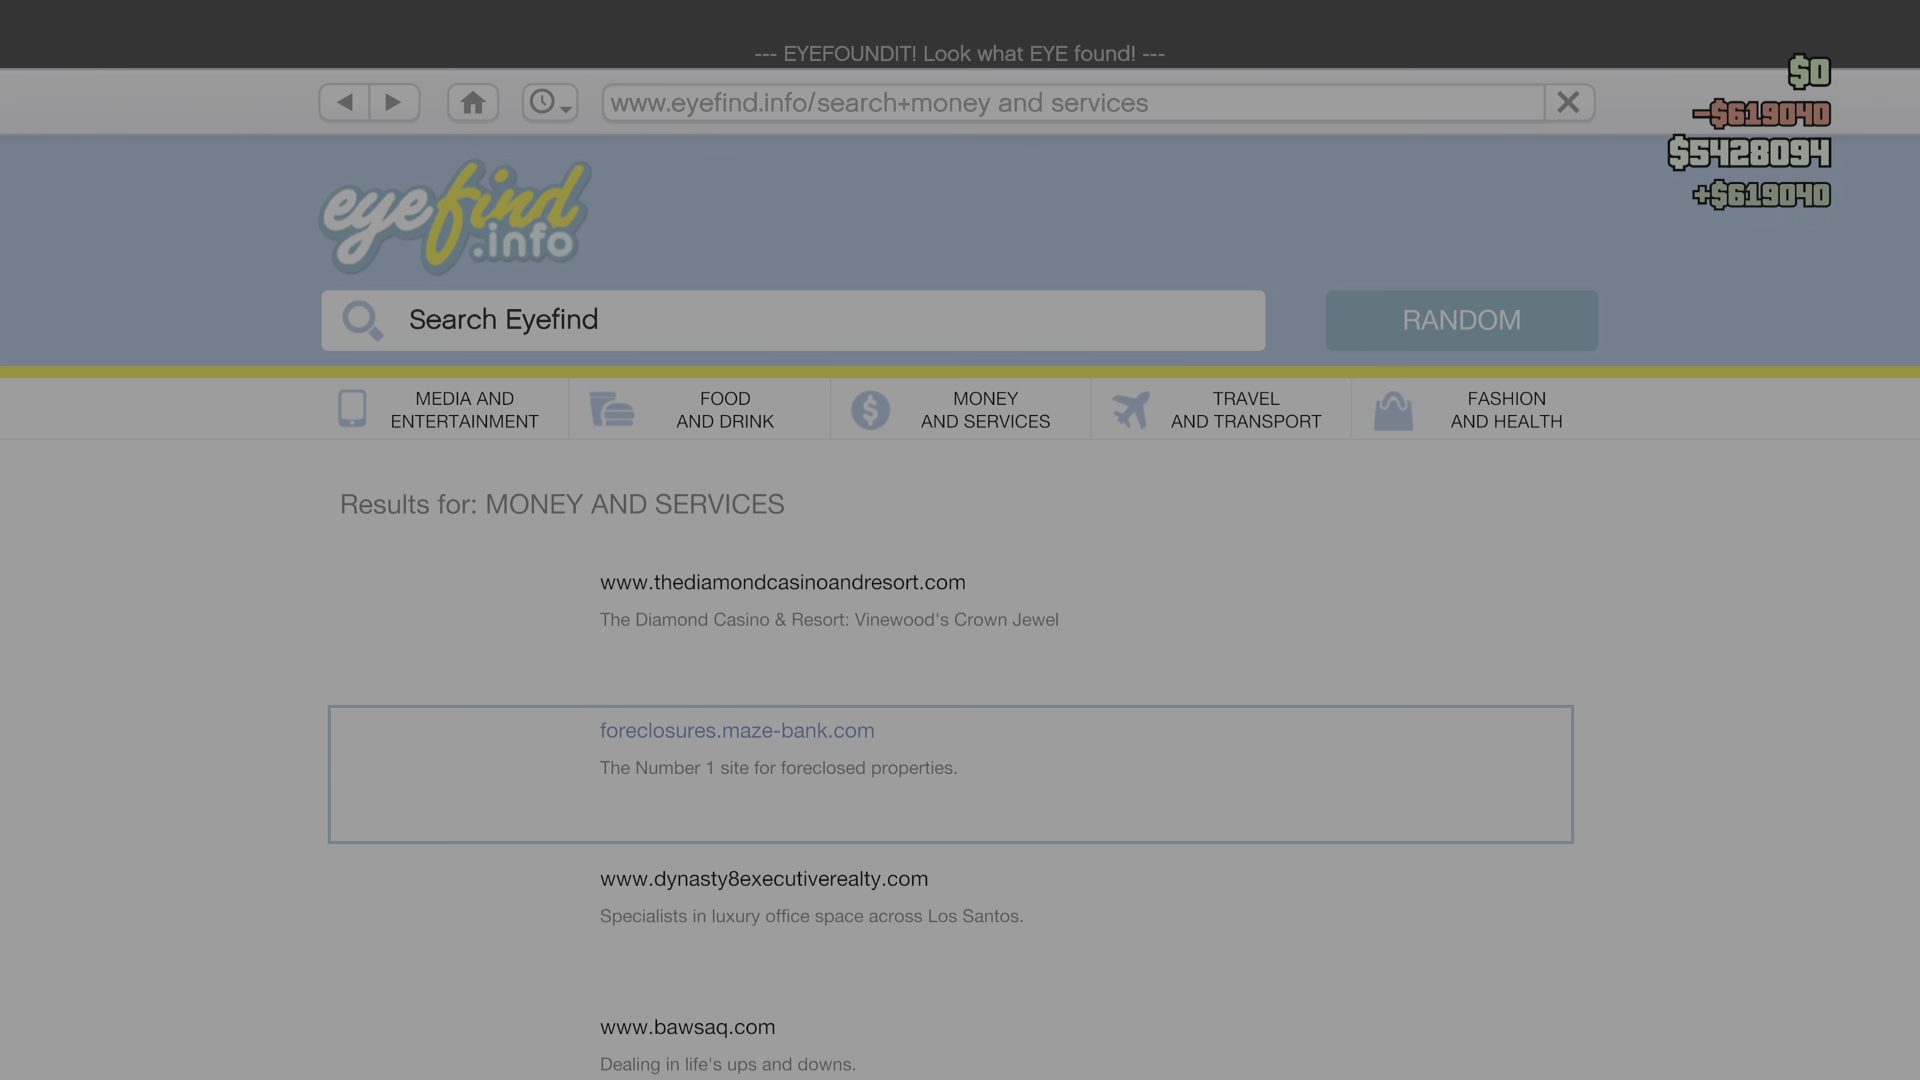 --- EYEFOUNDIT! Look what EYE found! ---
$0
www.eyefind.info/search+money and services
-$619040
$5428094
+$619040
eyefind
.info
Search Eyefind
RANDOM
MEDIA AND
ENTERTAINMENT
FOOD
AND DRINK
MONEY
AND SERVICES
TRAVEL
AND TRANSPORT
FASHION
AND HEALTH
Results for: MONEY AND SERVICES
www.thediamondcasinoandresort.com
The Diamond Casino & Resort: Vinewood's Crown Jewel
foreclosures.maze-bank.com
The Number 1 site for foreclosed properties.
www.dynasty8executiverealty.com
Specialists in luxury office space across Los Santos.
www.bawsaq.com
Dealing in life's ups and downs.